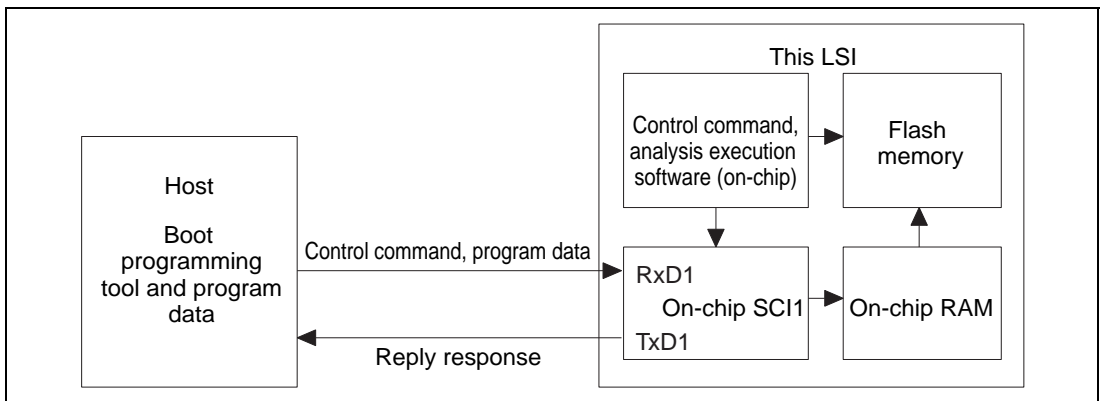 This LSI
Host
Boot
programming
tool and program
data
Control command, program data
Reply response
Control command,
analysis execution
software (on-chip)
Flash
memory
RxD1
On-chip SCI1
TxD1
On-chip RAM